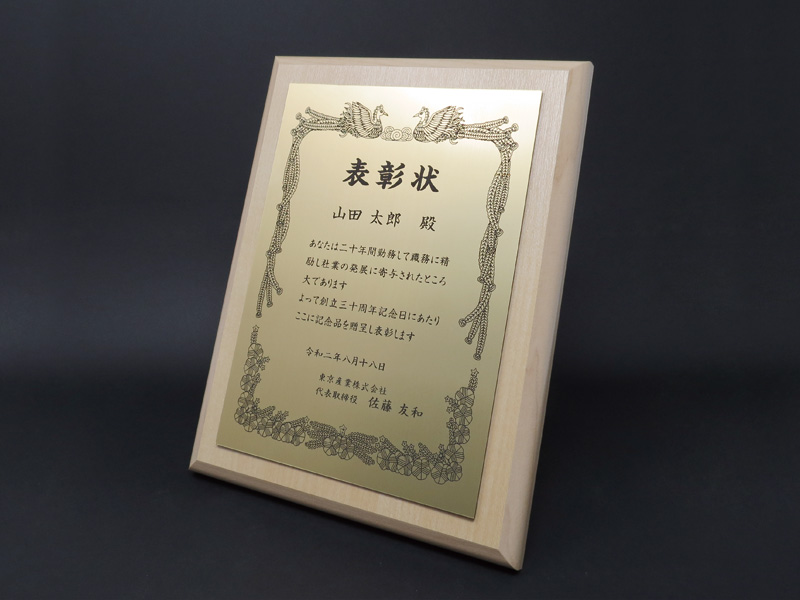 表彰状
山田 太郎 殿
あなたは二十年間勤務して職務に精
励し社業の発展に寄与されたところ
大であります
よって創立三十周年記念日にあたり
ここに記念品を贈呈し表彰します
令和二年八月十八日
東京産業株式会社
代表取締役 佐藤 友和